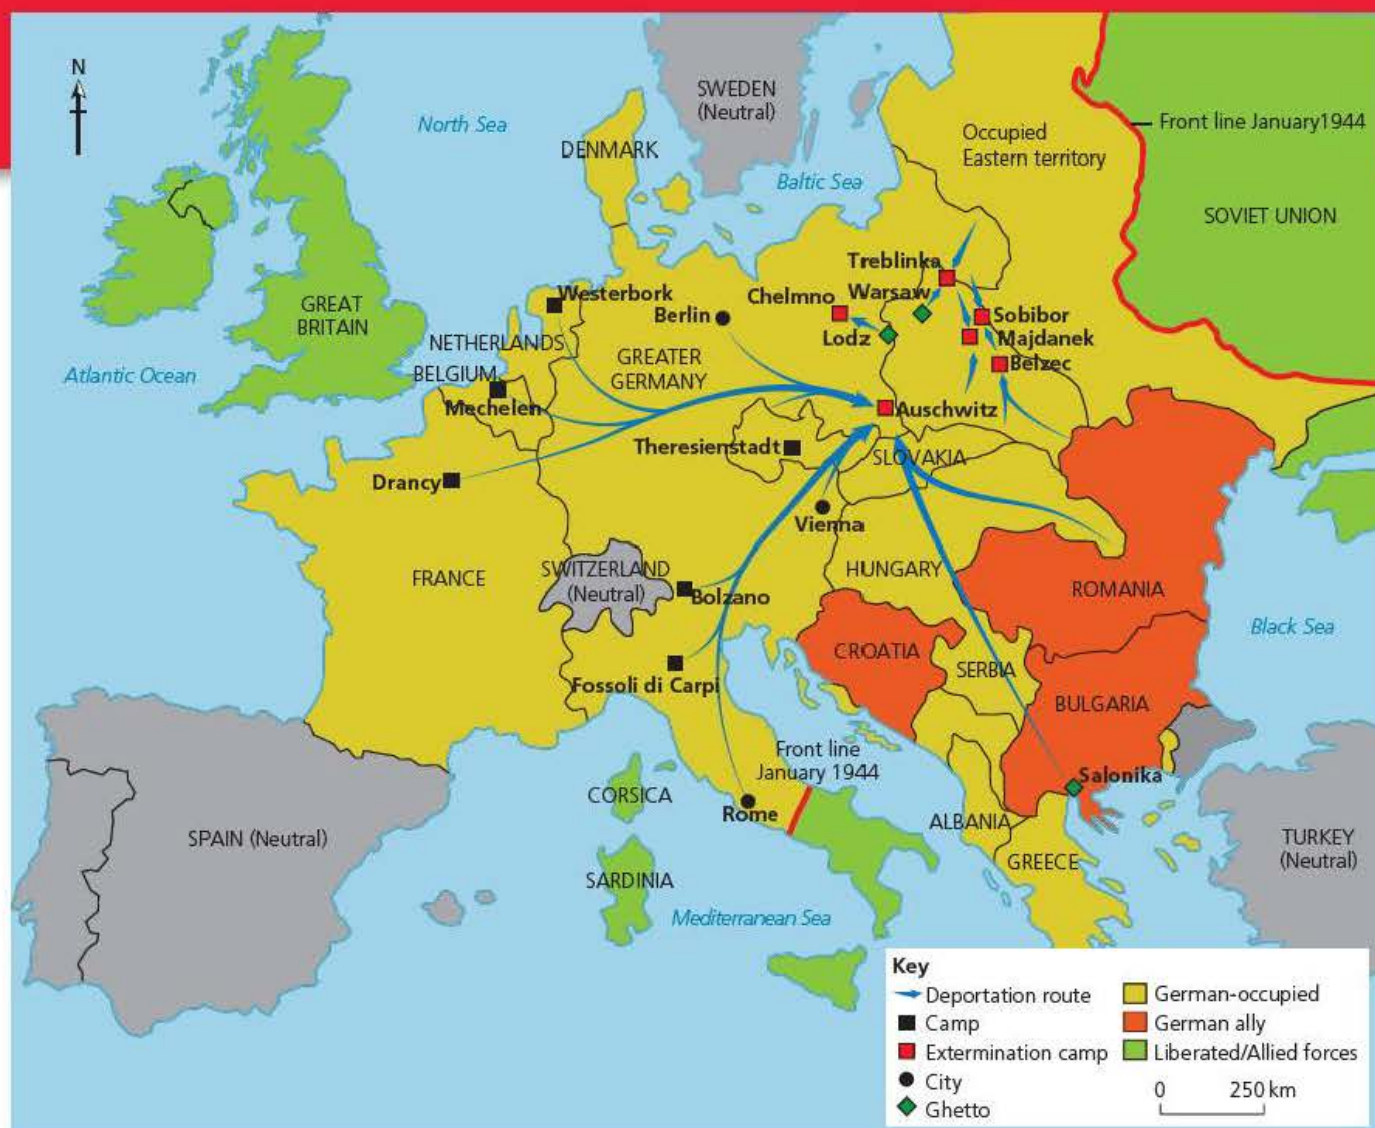 N
North Sea
SWEDEN
(Neutral)
DENMARK
Baltic Sea
Occupied
Eastern territory
Front line January1944
SOVIET UNION
GREAT
BRITAIN
Atlantic Ocean
Westerbork
Berlin
NETHERLANDS
BELGIUM
Mechelen
GREATER
GERMANY
Treblinka
Chelmno
Warsaw
Lodz
Sobibor
Majdanek
Belzec
Auschwitz
Theresienstadt
SLOVAKIA
Drancy
Vienna
FRANCE
SWITZERLAND
(Neutral)
Bolzano
HUNGARY
ROMANIA
Black Sea
CROATIA
SERBIA
Fossoli di Carpi
BULGARIA
Front line
January 1944
Salonika
CORSICA
Rome
ALBANIA
SPAIN (Neutral)
TURKEY
(Neutral)
GREECE
SARDINIA
Mediterranean Sea
Key
Deportation route
Camp
Extermination camp
City
Ghetto
German-occupied
German ally
Liberated/Allied forces
0 250 km